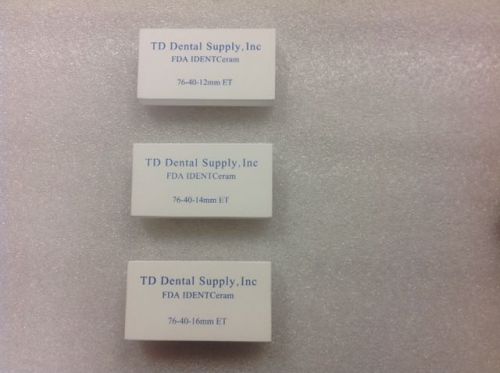 TD Dental Supply, Inc
FDA IDENTCeram
76-40-12mm ET
TD Dental Supply, Inc
FDA IDENTCeram
76-40-14mm ET
TD Dental Supply, Inc
FDA IDENTCeram
76-40-16mm ET